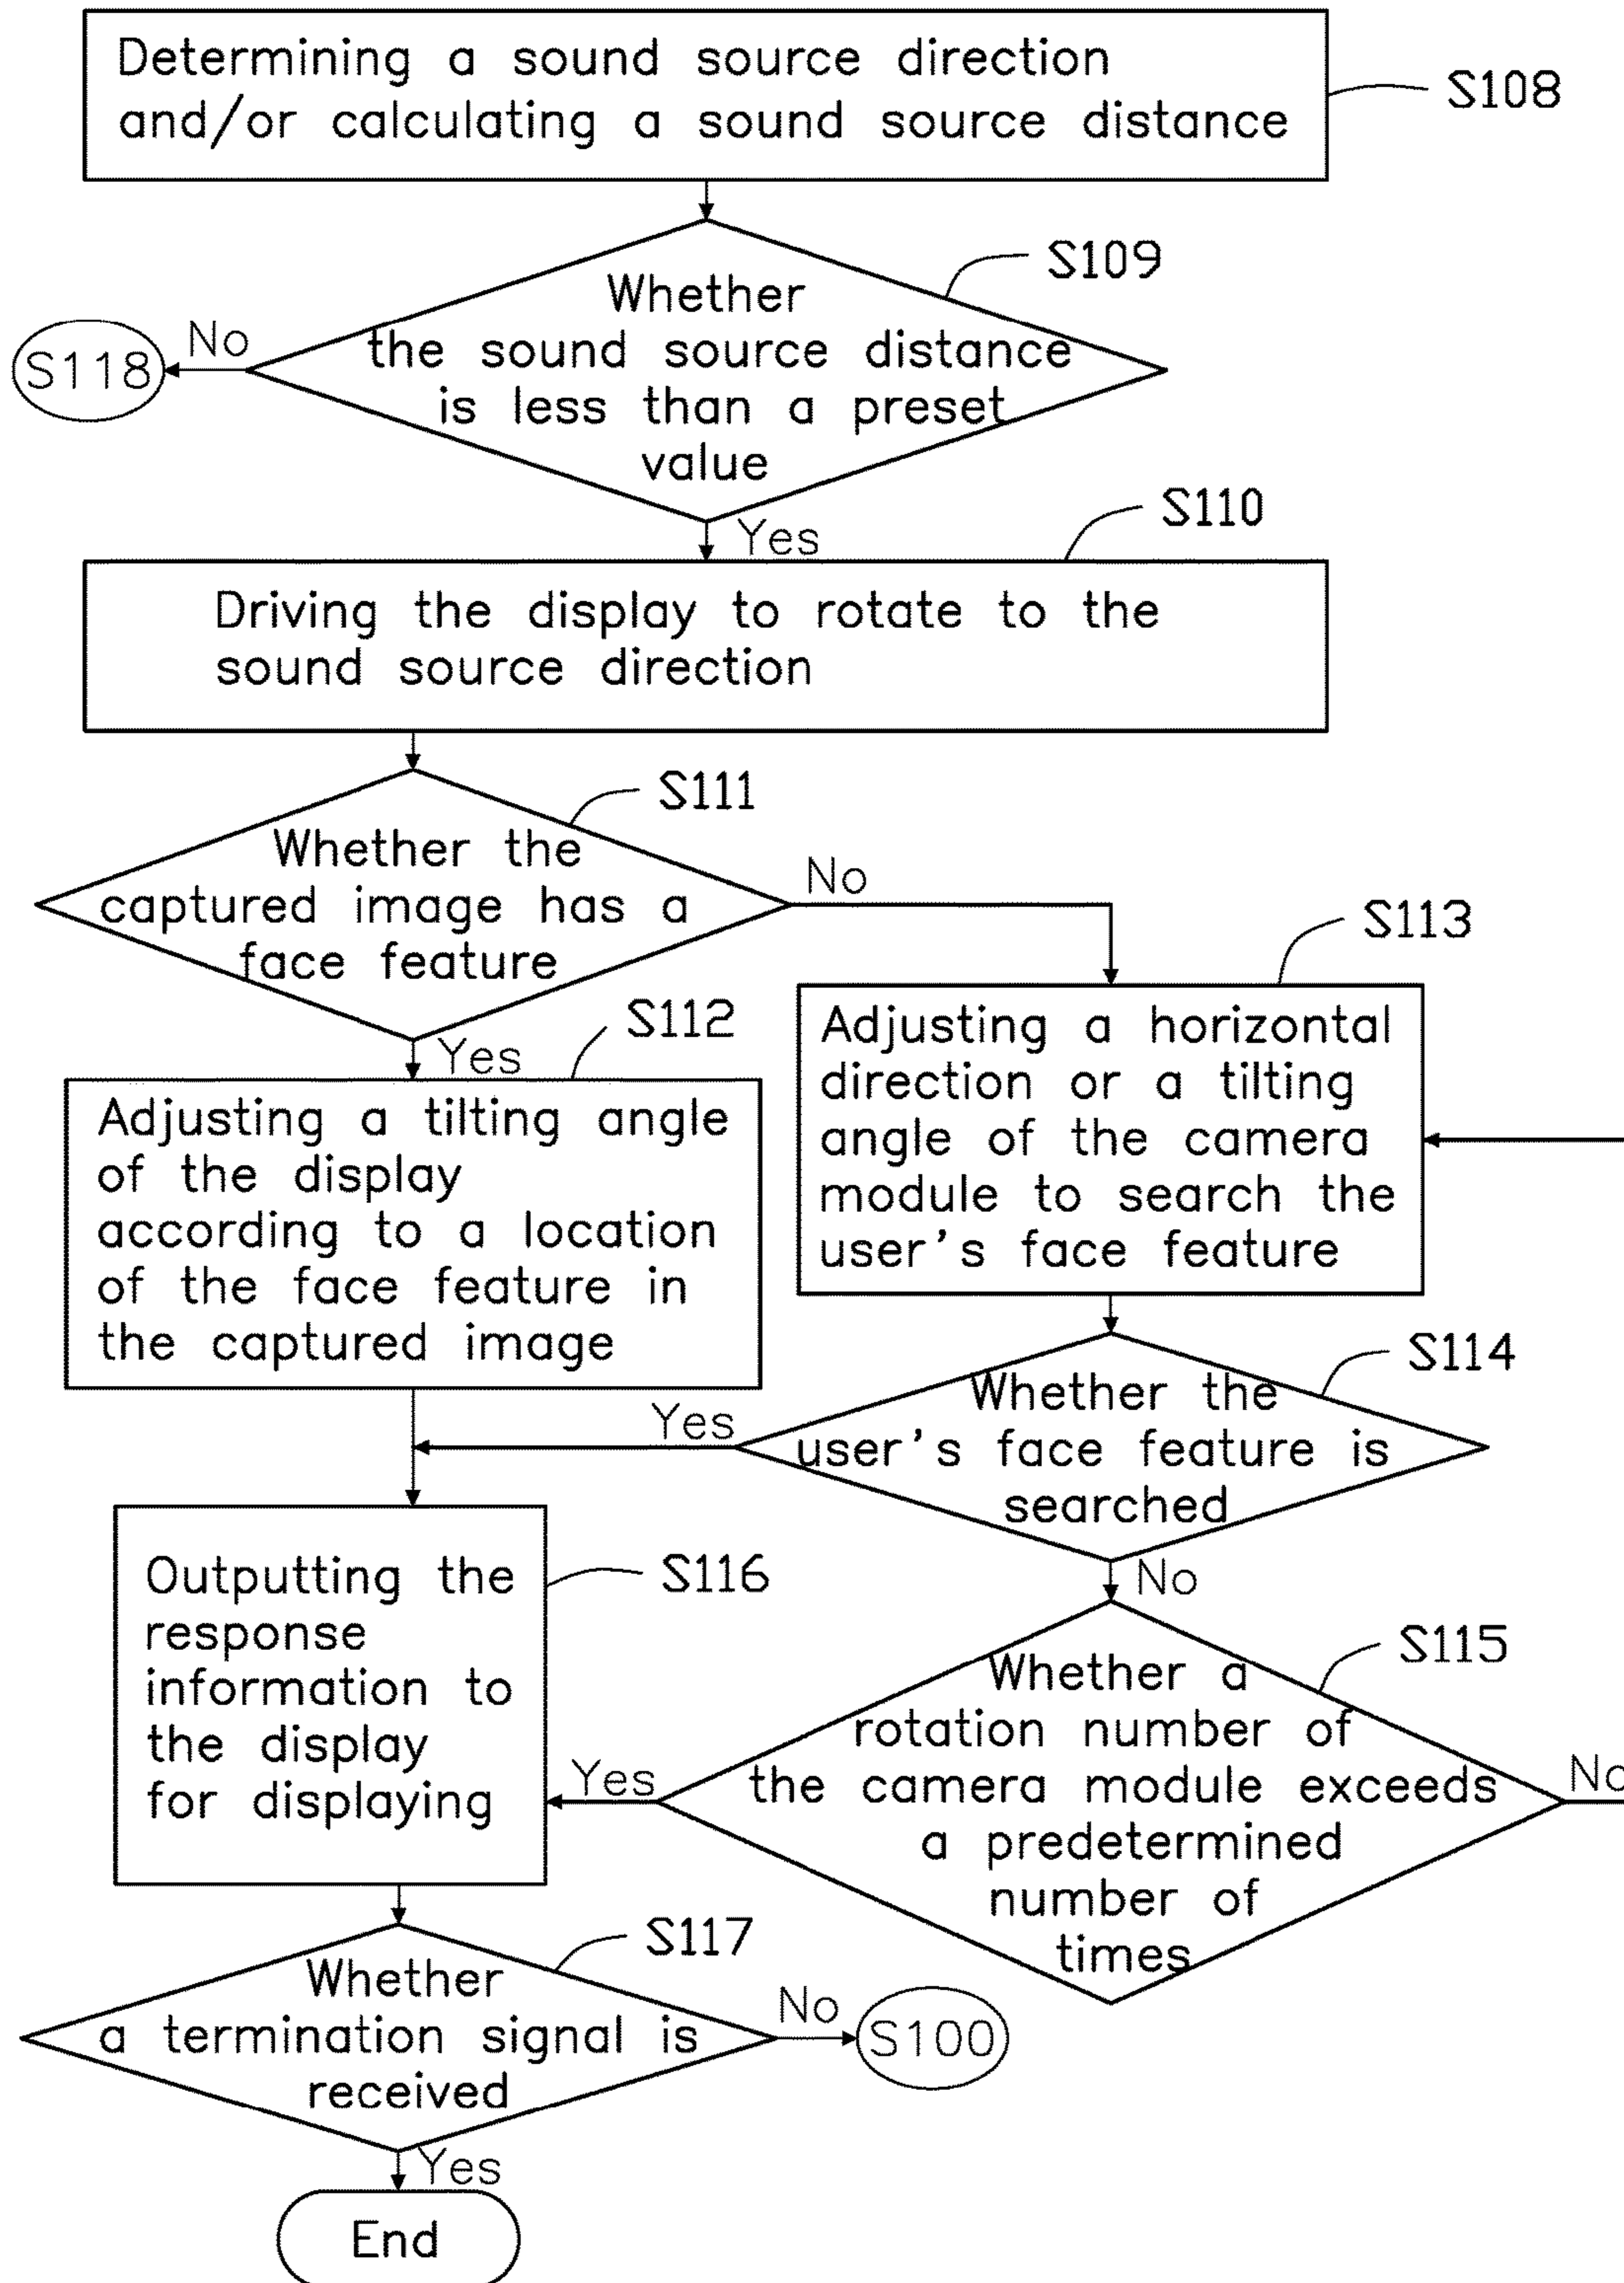 Determining a sound source direction
and/or calculating a sound source distance
S108
S109
Whether
the sound source distance
is less than a preset
value
No
S118
Yes
S110
Driving the display to rotate to the
sound source direction
S111
Whether the
captured image has a
face feature
No
S113
Yes
S112
Adjusting a tilting angle
of the display
according to a location
of the face feature in
the captured image
Adjusting a horizontal
direction or a tilting
angle of the camera
module to search the
user's face feature
S114
Whether the
user's face feature is
searched
Yes
No
S116
Outputting the
response
information to
the display
for displaying
S115
Whether a
rotation number of
the camera module exceeds
a predetermined
number of
times
Yes
No
S117
Whether
a termination signal is
received
No
S100
Yes
End